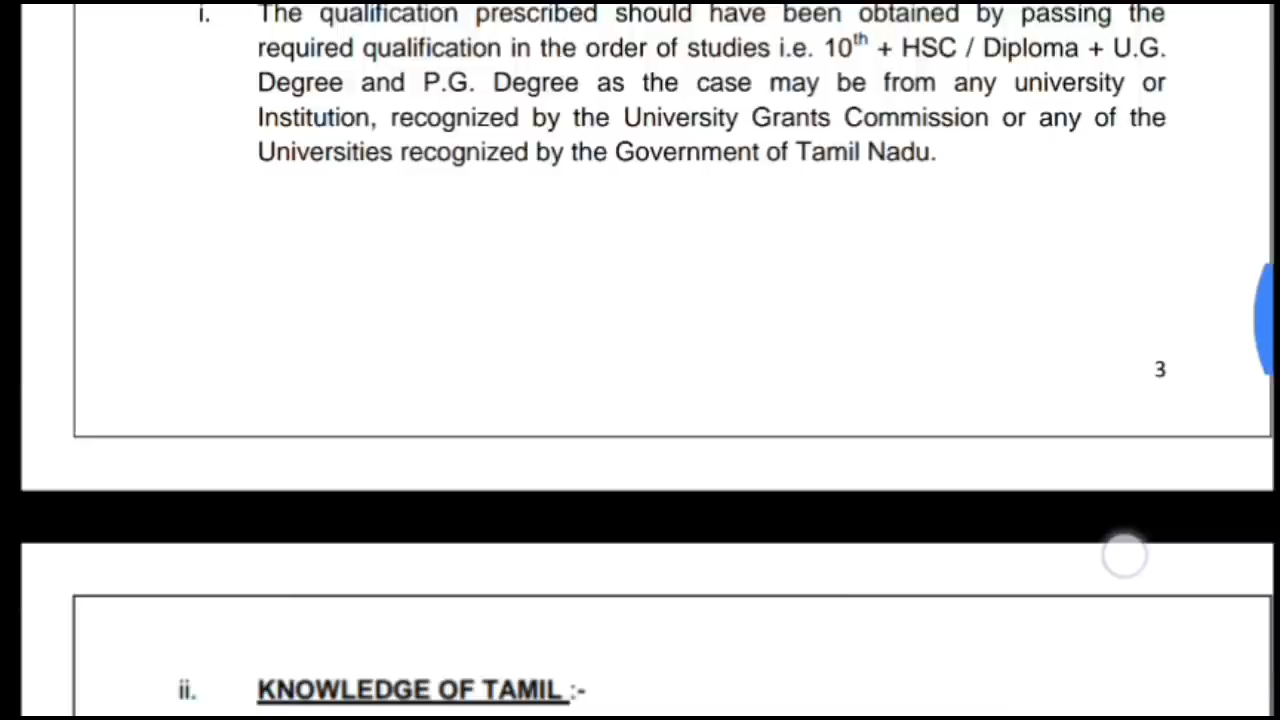 i. The qualification prescribed should have been obtained by passing the
required qualification in the order of studies i.e. 10th + HSC / Diploma + U.G.
Degree and P.G. Degree as the case may be from any university or
Institution, recognized by the University Grants Commission or any of the
Universities recognized by the Government of Tamil Nadu.
3
ii. KNOWLEDGE OF TAMIL :-